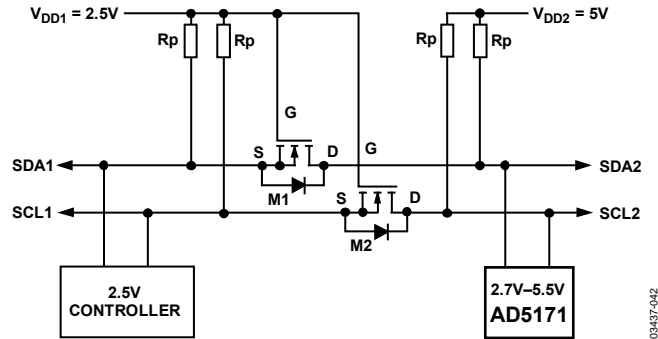 VDD1 = 2.5V
Rp
Rp
Rp
Rp
VDD2 = 5V
G
S
D
G
SDA1
SDA2
M1
S
D
SCL1
SCL2
M2
2.5V
CONTROLLER
2.7V–5.5V
AD5171
03437-042